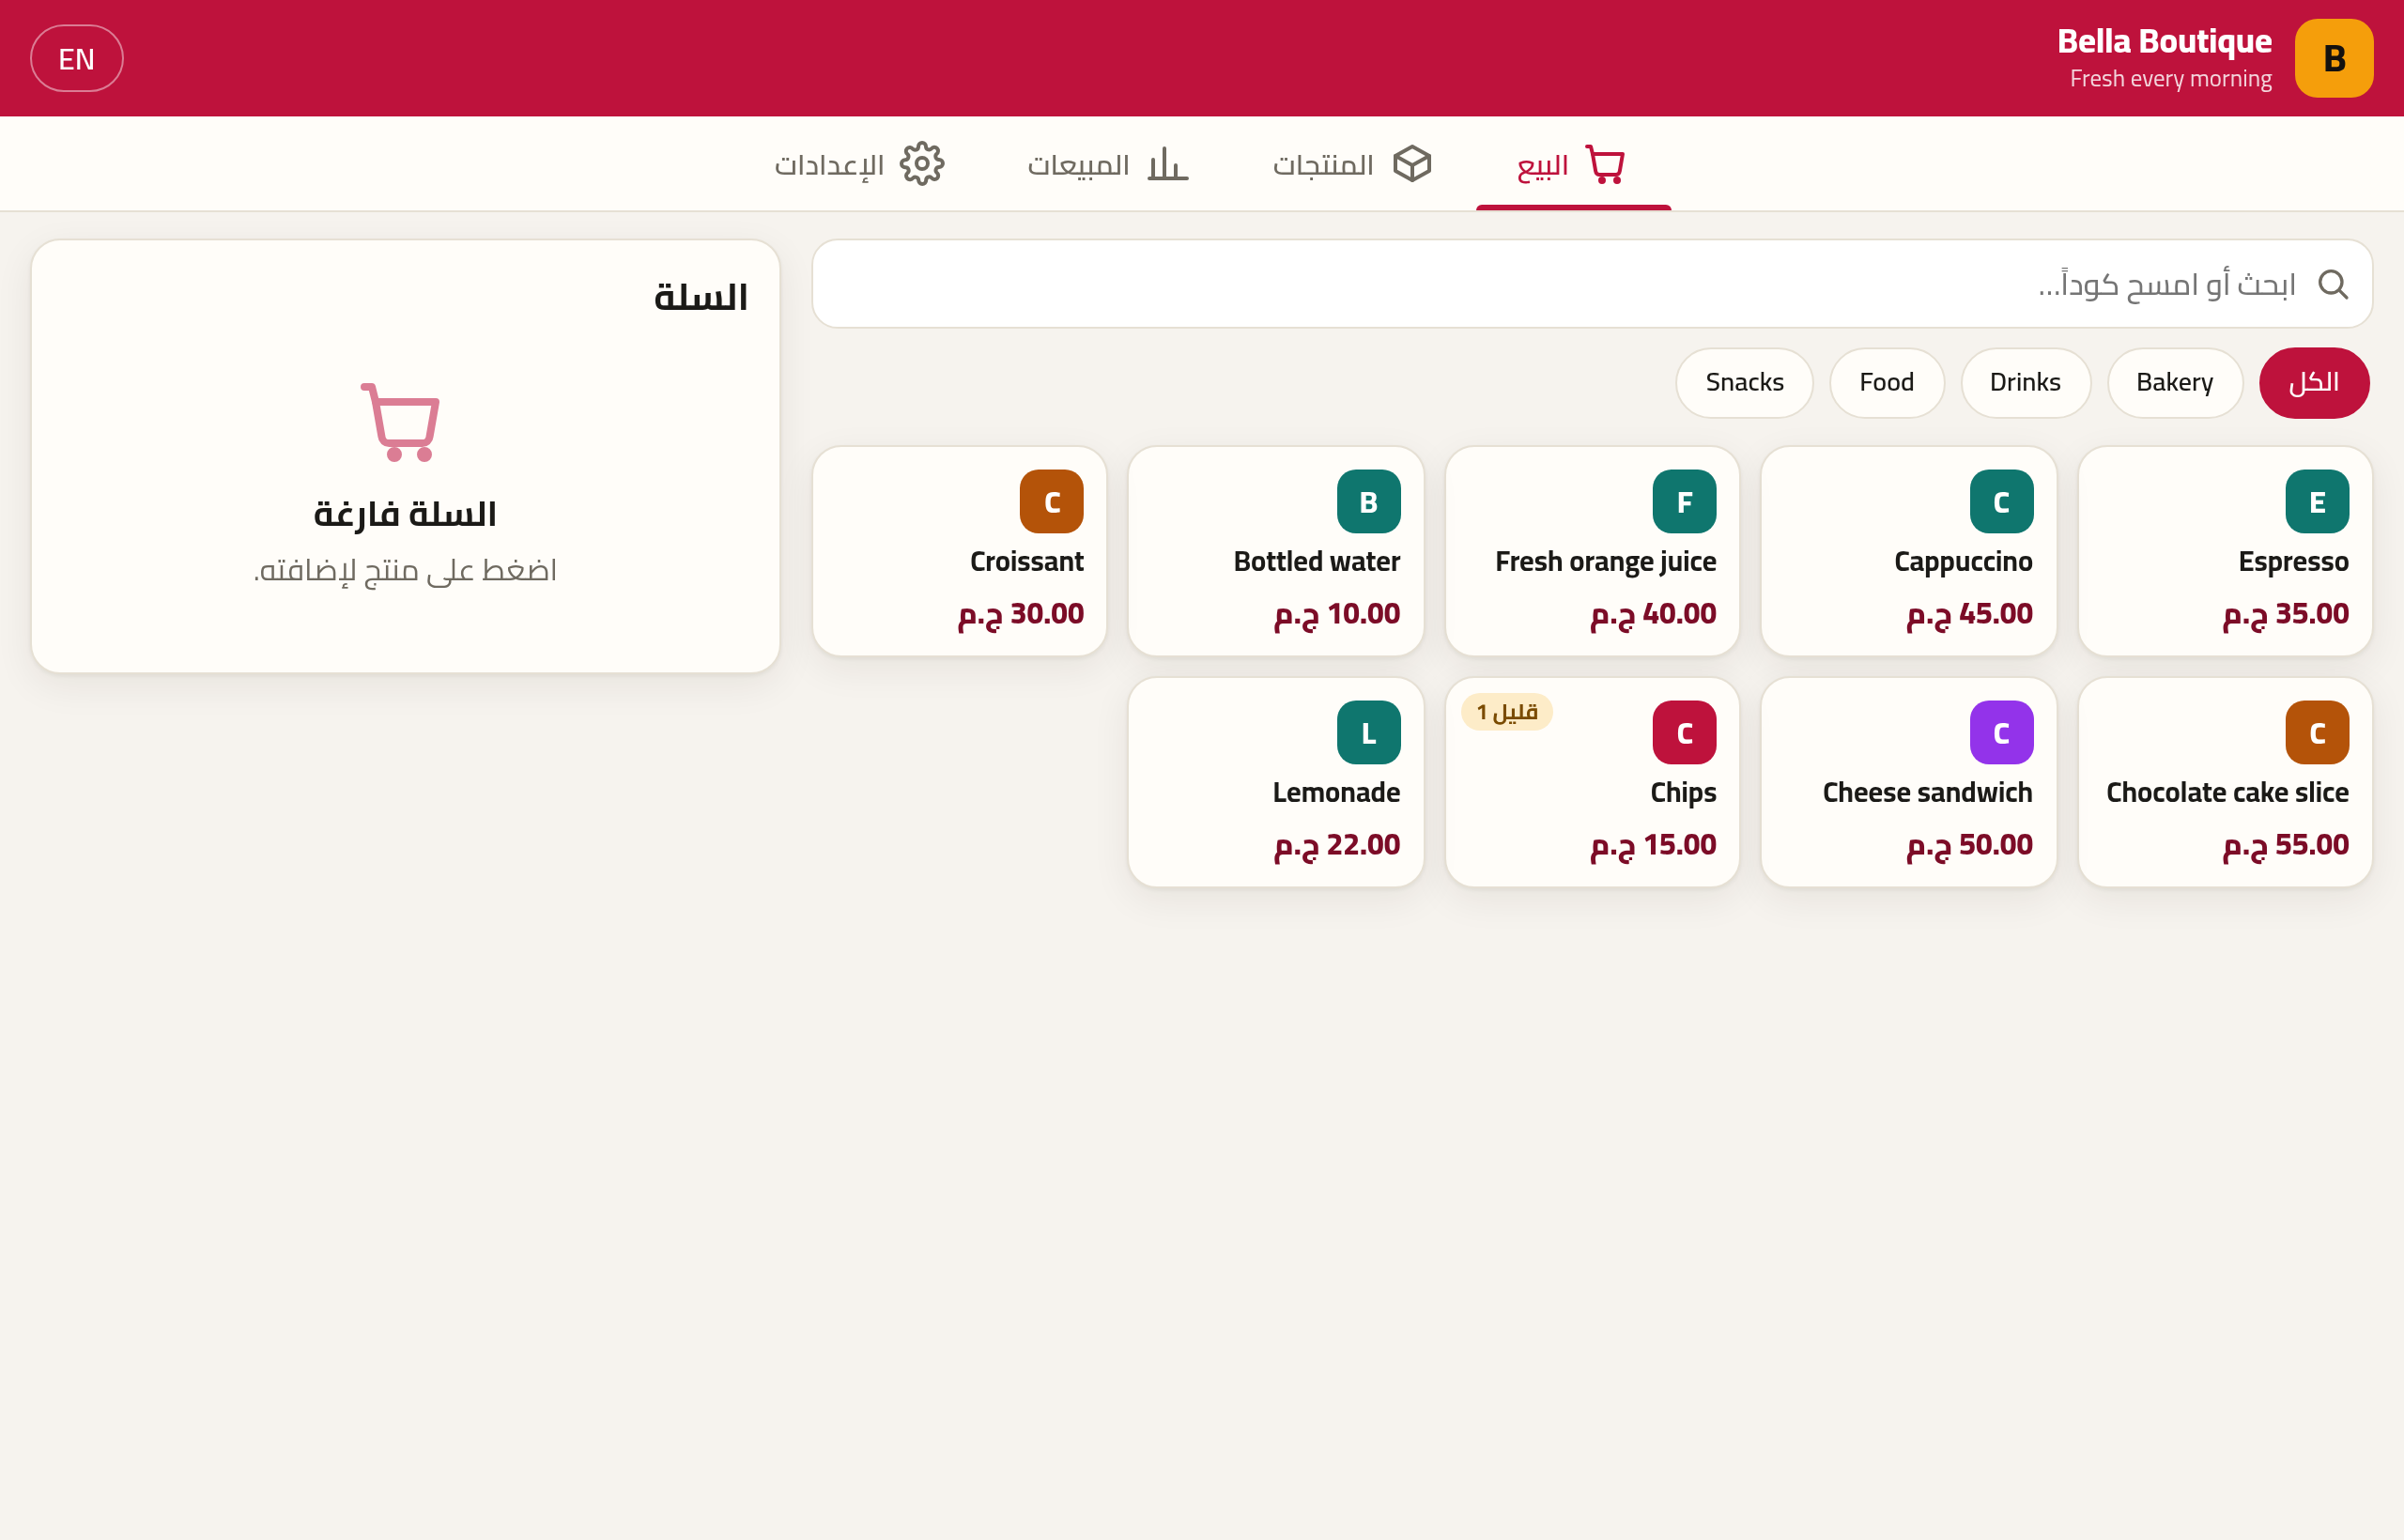 B
Bella Boutique
Fresh every morning
EN
البيع
المنتجات
المبيعات
الإعدادات
ابحث أو امسح كوداً...
الكل
Bakery
Drinks
Food
Snacks
E
Espresso
35.00 ج.م
C
Cappuccino
45.00 ج.م
F
Fresh orange juice
40.00 ج.م
B
Bottled water
10.00 ج.م
C
Croissant
30.00 ج.م
C
Chocolate cake slice
55.00 ج.م
C
Cheese sandwich
50.00 ج.م
C
قليل 1
Chips
15.00 ج.م
L
Lemonade
22.00 ج.م
السلة
السلة فارغة
اضغط على منتج لإضافته.